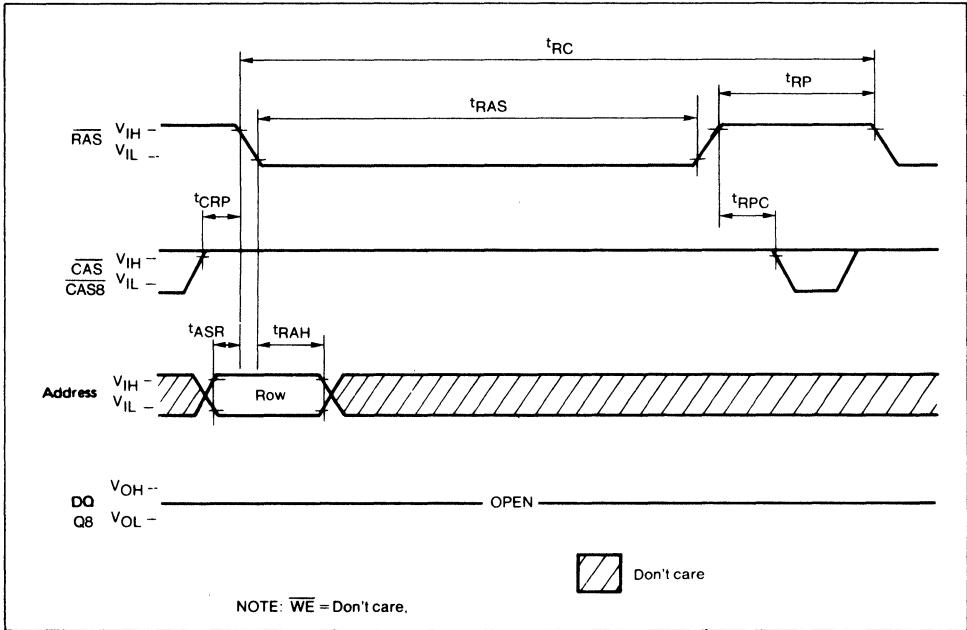 tRC
tRP
tRAS
RAS VIH
VIL
tCRP
tRPC
CAS VIH
CAS8 VIL
tASR tRAH
Address VIH
VIL
Row
DQ VOH
Q8 VOL
OPEN
Don't care
NOTE: WE = Don't care,